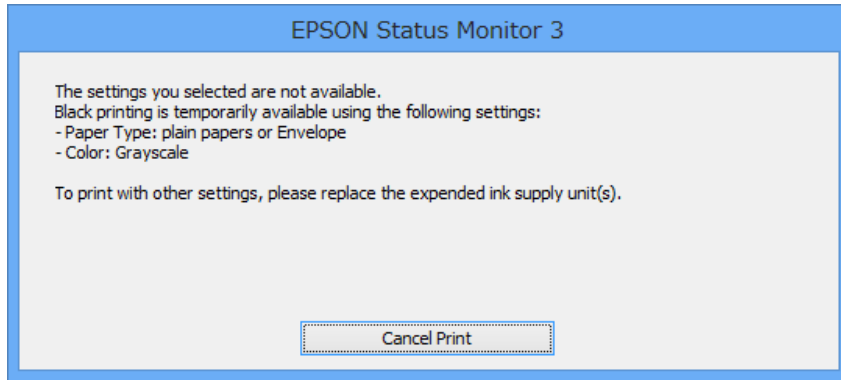 EPSON Status Monitor 3
The settings you selected are not available.
Black printing is temporarily available using the following settings:
- Paper Type: plain papers or Envelope
- Color: Grayscale
To print with other settings, please replace the expended ink supply unit(s).
Cancel Print